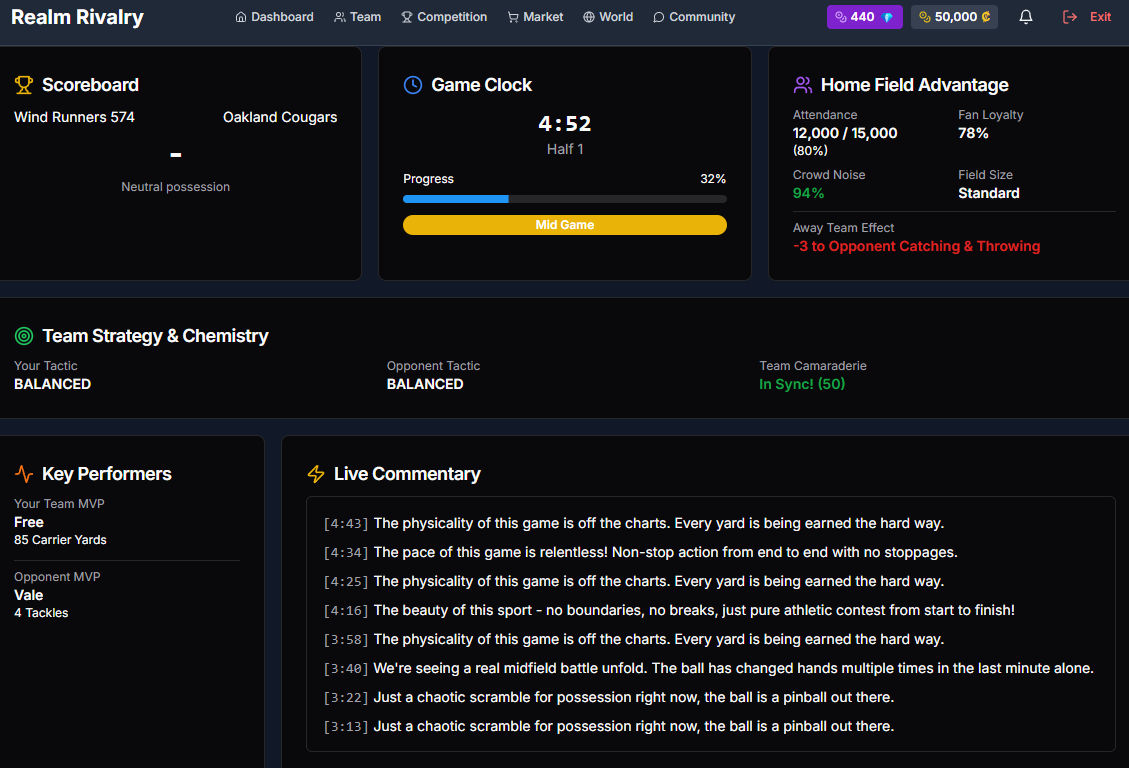 Realm Rivalry
Dashboard Team Competition Market World Community 440 50,000 ₡ Exit
Scoreboard
Wind Runners 574 Oakland Cougars
-
Neutral possession
Game Clock
4:52
Half 1
Progress 32%
Mid Game
Home Field Advantage
Attendance Fan Loyalty
12,000 / 15,000 78%
(80%)
Crowd Noise Field Size
94% Standard
Away Team Effect
-3 to Opponent Catching & Throwing
Team Strategy & Chemistry
Your Tactic Opponent Tactic Team Camaraderie
BALANCED BALANCED In Sync! (50)
Key Performers
Your Team MVP
Free
85 Carrier Yards
Opponent MVP
Vale
4 Tackles
Live Commentary
[4:43] The physicality of this game is off the charts. Every yard is being earned the hard way.
[4:34] The pace of this game is relentless! Non-stop action from end to end with no stoppages.
[4:25] The physicality of this game is off the charts. Every yard is being earned the hard way.
[4:16] The beauty of this sport - no boundaries, no breaks, just pure athletic contest from start to finish!
[3:58] The physicality of this game is off the charts. Every yard is being earned the hard way.
[3:40] We're seeing a real midfield battle unfold. The ball has changed hands multiple times in the last minute alone.
[3:22] Just a chaotic scramble for possession right now, the ball is a pinball out there.
[3:13] Just a chaotic scramble for possession right now, the ball is a pinball out there.